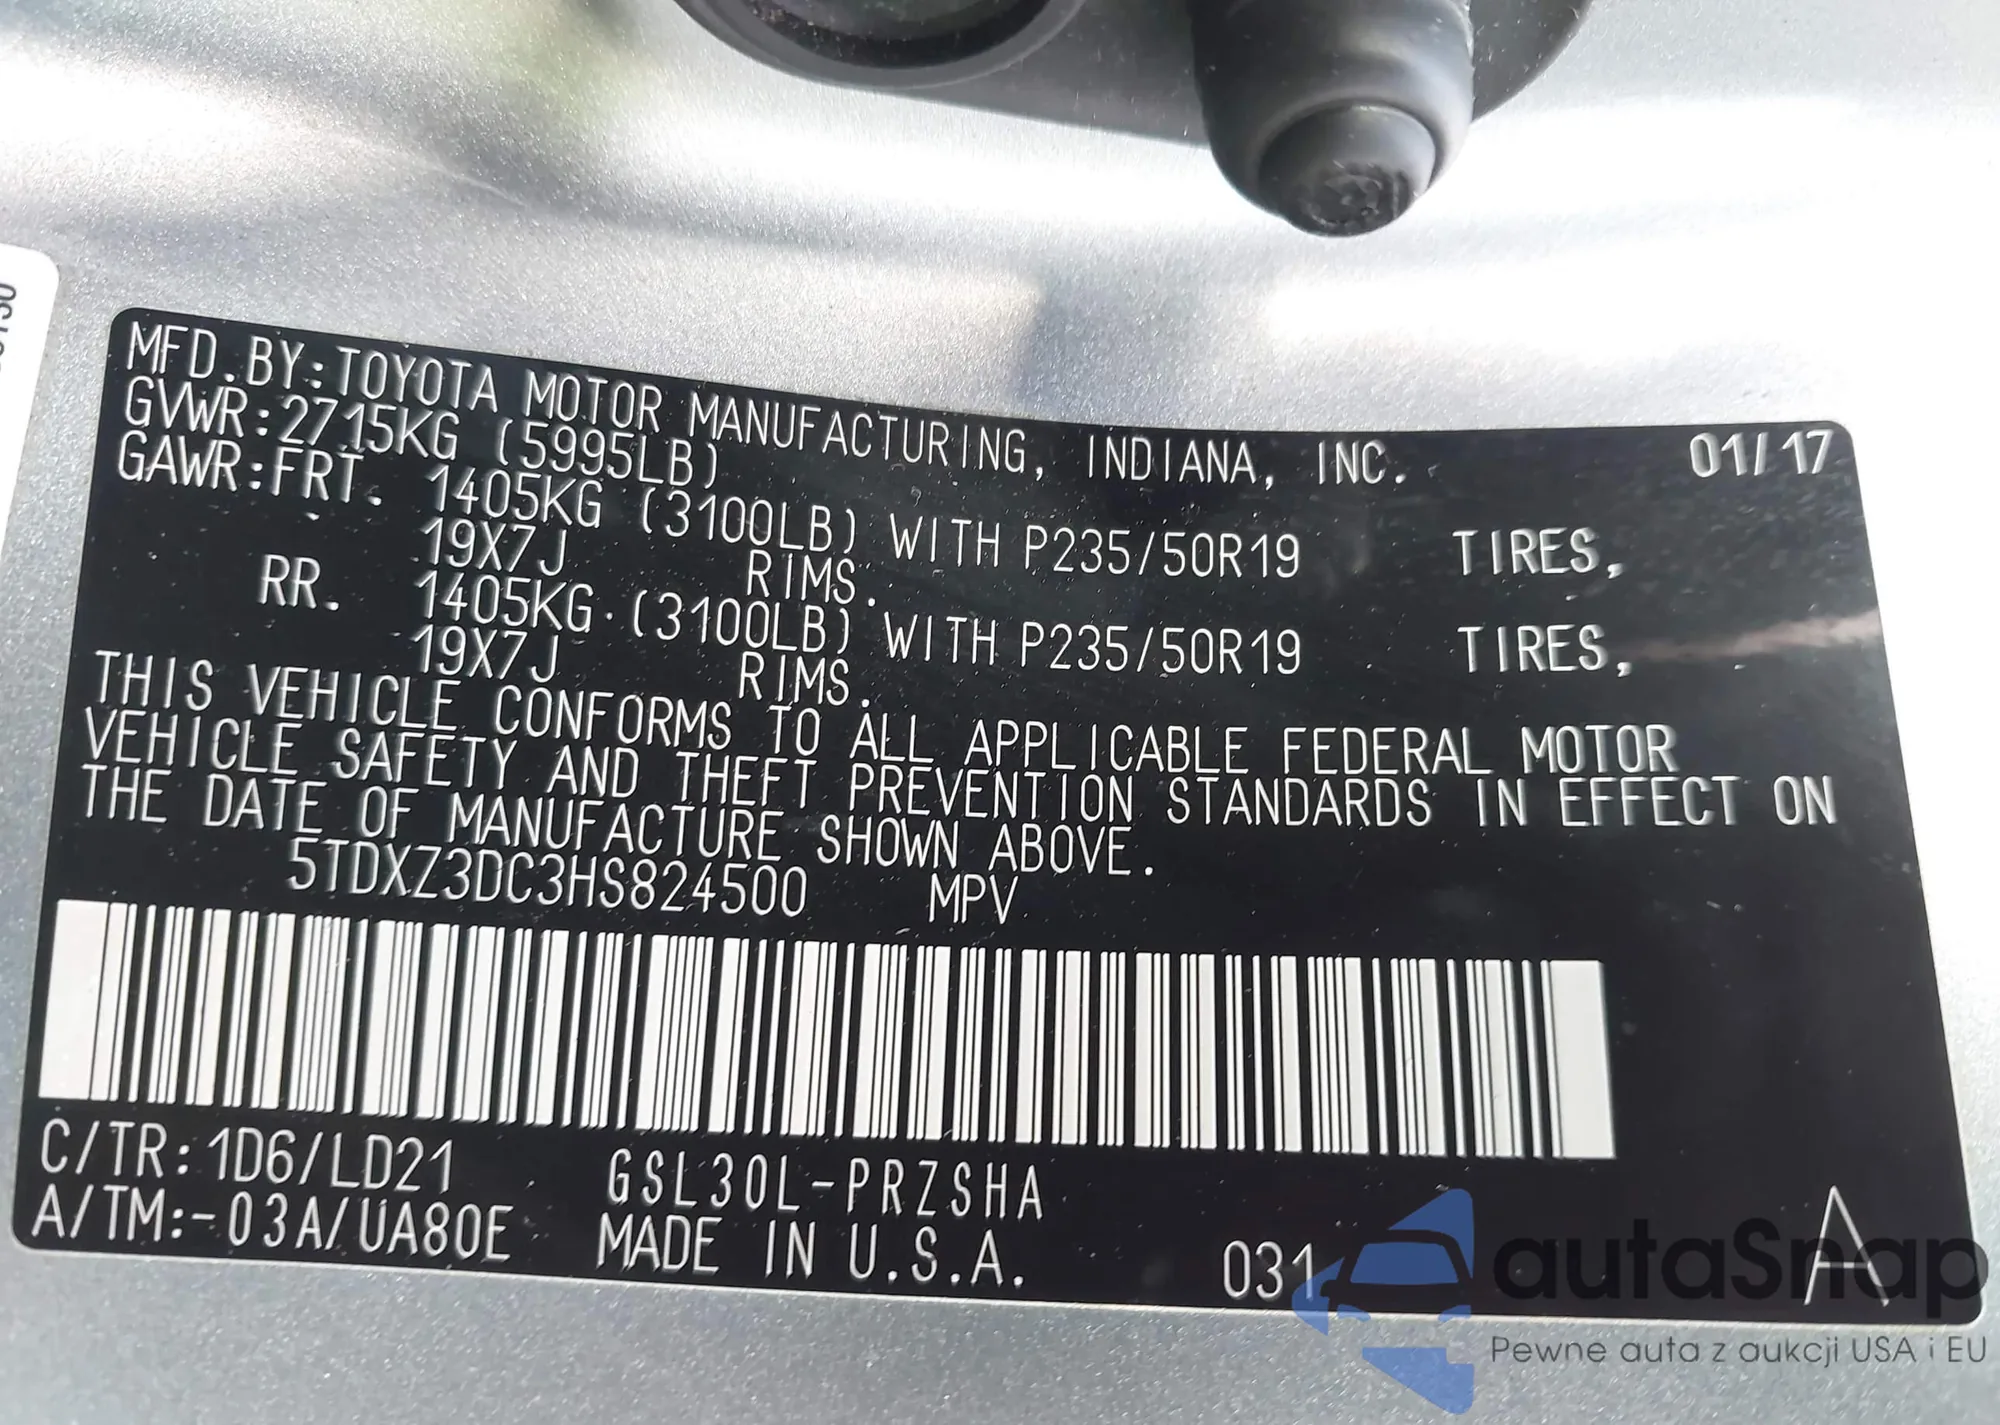 MFD.BY:TOYOTA MOTOR MANUFACTURING, INDIANA, INC. 01/17
GVWR:2715KG (5995LB)
GAWR:FRT. 1405KG (3100LB) WITH P235/50R19 TIRES,
19X7J RIMS.
RR. 1405KG (3100LB) WITH P235/50R19 TIRES,
19X7J RIMS.
THIS VEHICLE CONFORMS TO ALL APPLICABLE FEDERAL MOTOR
VEHICLE SAFETY AND THEFT PREVENTION STANDARDS IN EFFECT ON
THE DATE OF MANUFACTURE SHOWN ABOVE.
5TDXZ3DC3HS824500 MPV
C/TR:1D6/LD21 GSL30L-PRZSHA
A/TM:-03A/UA80E MADE IN U.S.A. 031 A
autaSnap
Pewne auta z aukcji USA i EU